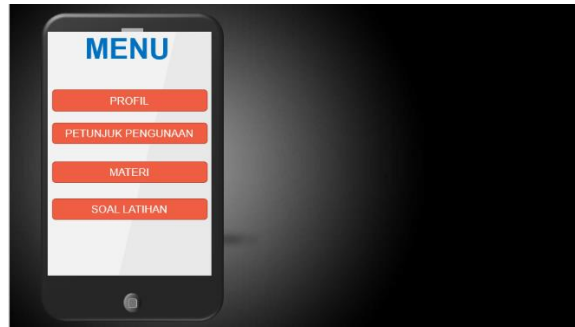 MENU
PROFIL
PETUNJUK PENGUNAAN
MATERI
SOAL LATIHAN